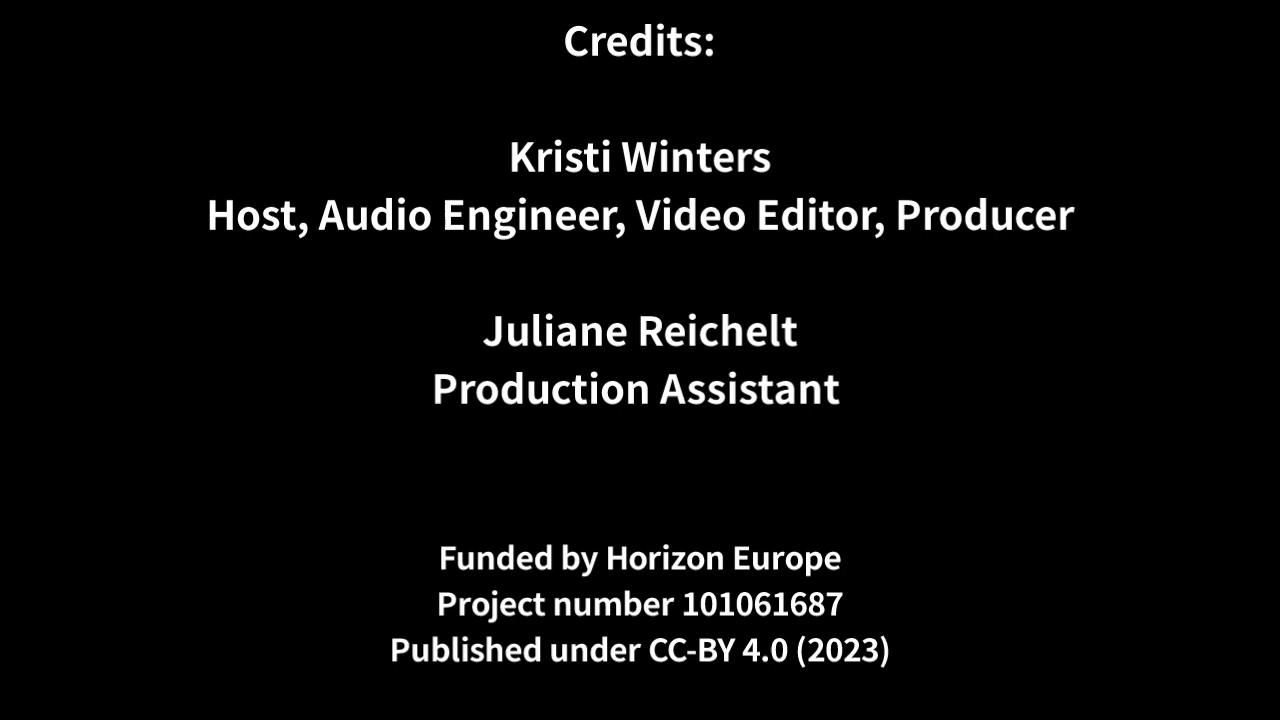 Credits:
Kristi Winters
Host, Audio Engineer, Video Editor, Producer
Juliane Reichelt
Production Assistant
Funded by Horizon Europe
Project number 101061687
Published under CC-BY 4.0 (2023)